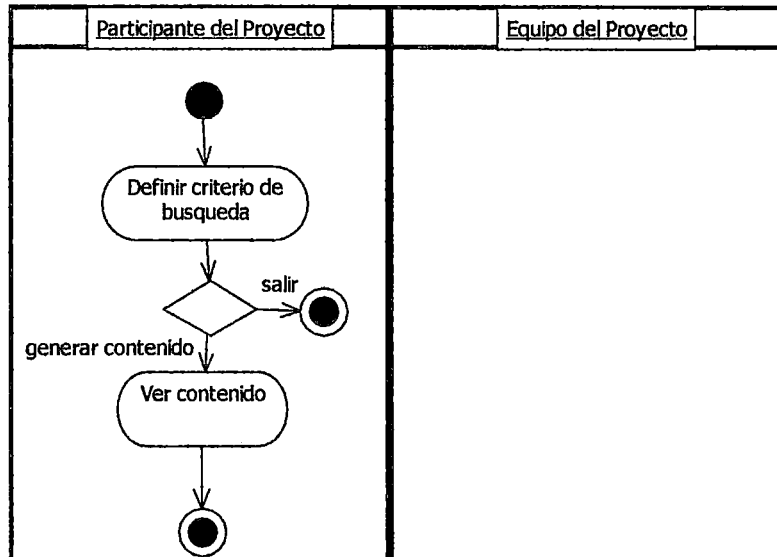 Participante del Proyecto
Equipo del Proyecto
Definir criterio de
busqueda
salir
generar contenido
Ver contenido